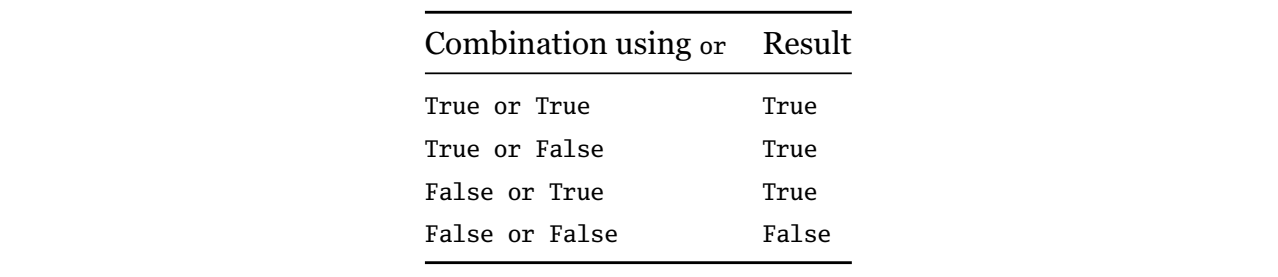 Combination using or Result
True or True True
True or False True
False or True True
False or False False